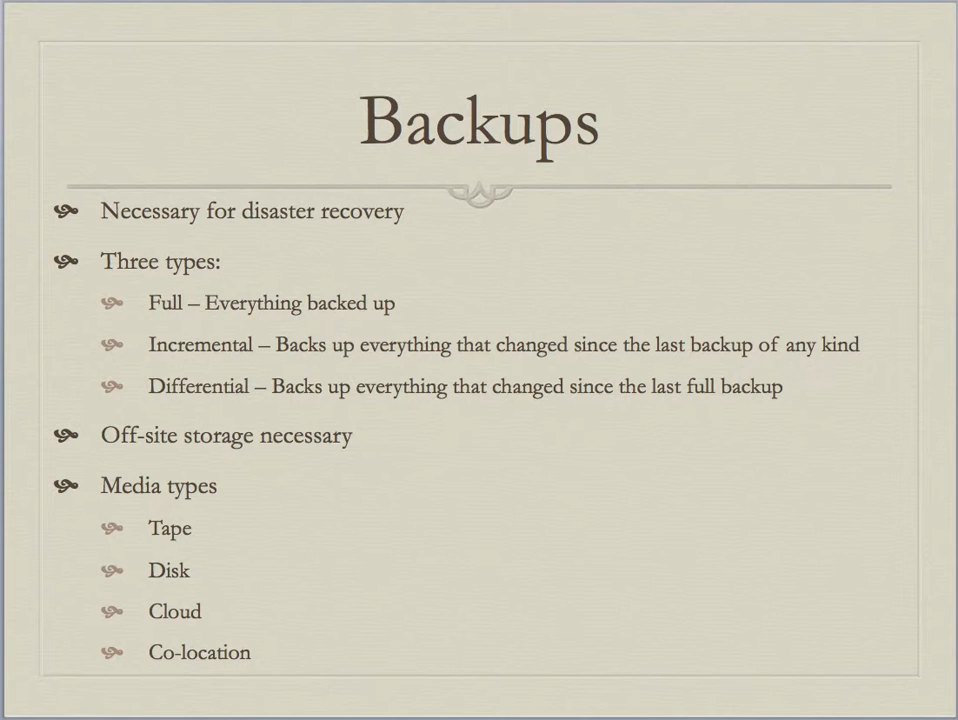 Backups
Necessary for disaster recovery
Three types:
Full – Everything backed up
Incremental – Backs up everything that changed since the last backup of any kind
Differential – Backs up everything that changed since the last full backup
Off-site storage necessary
Media types
Tape
Disk
Cloud
Co-location